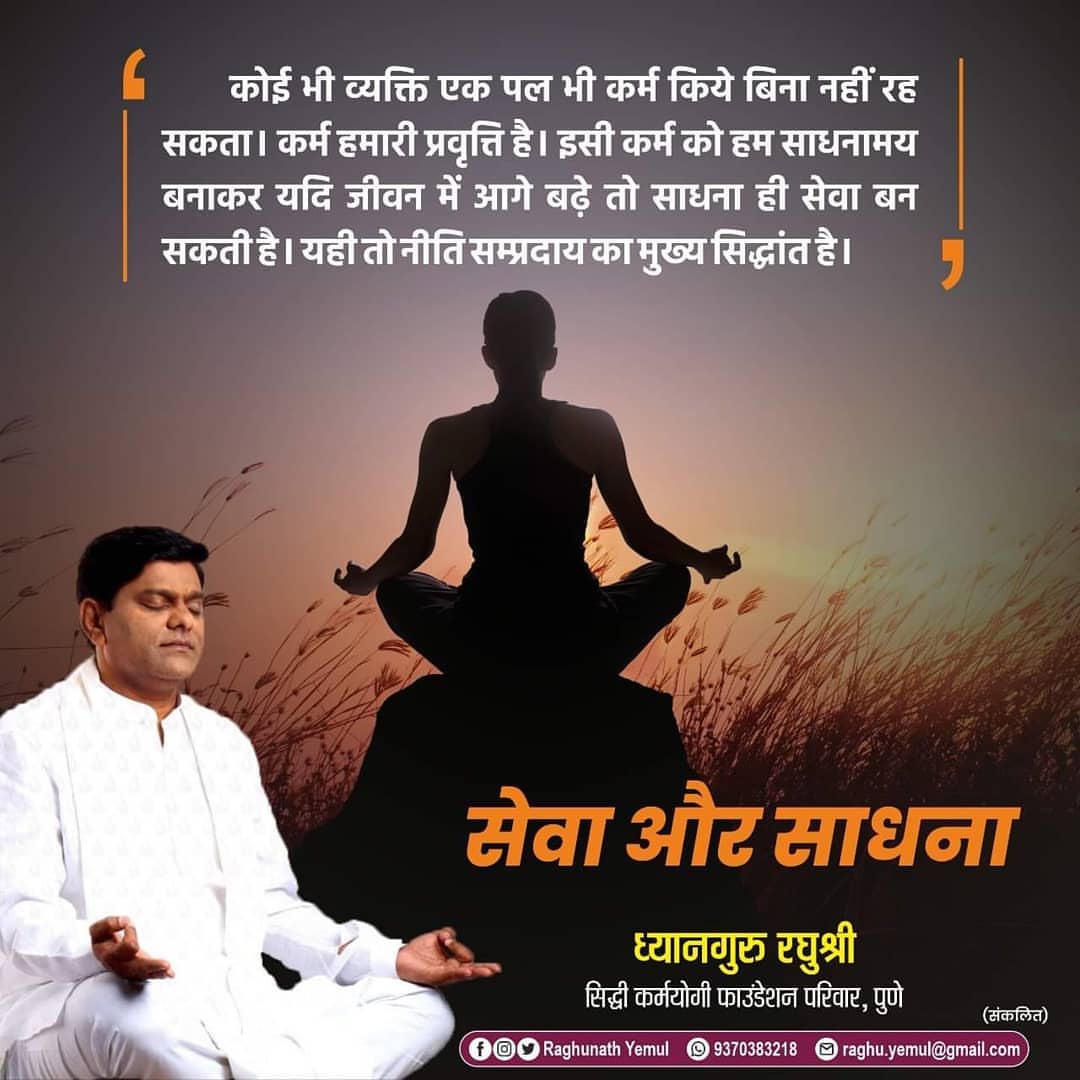 ‘
कोई भी व्यक्ति एक पल भी कर्म किये बिना नहीं रह
सकता। कर्म हमारी प्रवृत्ति है। इसी कर्म को हम साधनामय
बनाकर यदि जीवन में आगे बढ़े तो साधना ही सेवा बन
सकती है। यही तो नीति सम्प्रदाय का मुख्य सिद्धांत है।
’
सेवा और साधना
ध्यानगुरु रघुश्री
सिद्धी कर्मयोगी फाउंडेशन परिवार, पुणे
(संकलित)
Raghunath Yemul 9370383218 raghu.yemul@gmail.com